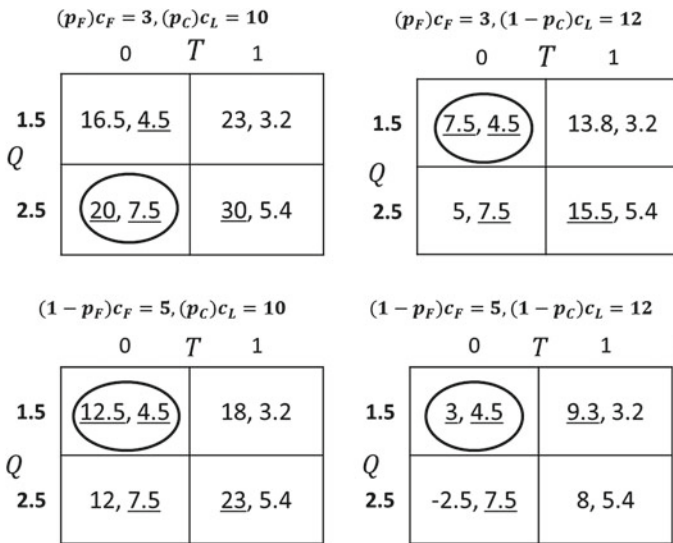 (p_F)c_F = 3, (p_C)c_L = 10
0 T 1
1.5 16.5, 4.5 23, 3.2
Q
2.5 20, 7.5 30, 5.4
(p_F)c_F = 3, (1 − p_C)c_L = 12
0 T 1
1.5 7.5, 4.5 13.8, 3.2
Q
2.5 5, 7.5 15.5, 5.4
(1 − p_F)c_F = 5, (p_C)c_L = 10
0 T 1
1.5 12.5, 4.5 18, 3.2
Q
2.5 12, 7.5 23, 5.4
(1 − p_F)c_F = 5, (1 − p_C)c_L = 12
0 T 1
1.5 3, 4.5 9.3, 3.2
Q
2.5 -2.5, 7.5 8, 5.4